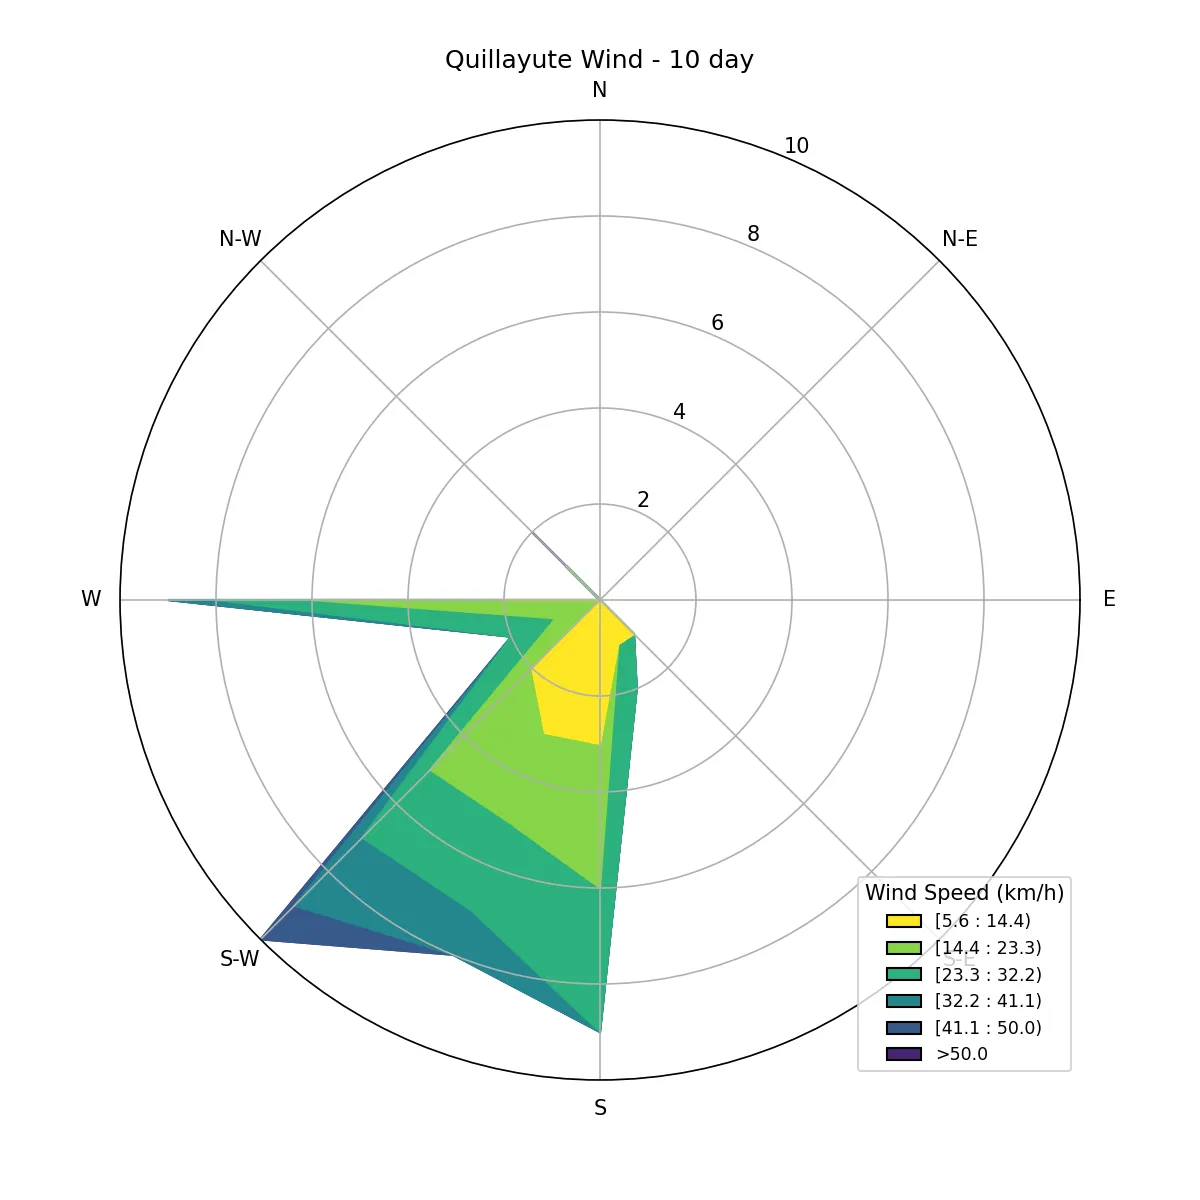 Quillayute Wind - 10 day
N
10
N-W
8
N-E
6
4
2
W
E
Wind Speed (km/h)
[5.6 : 14.4)
[14.4 : 23.3)
S-W
S-E
[23.3 : 32.2)
[32.2 : 41.1)
[41.1 : 50.0)
>50.0
S